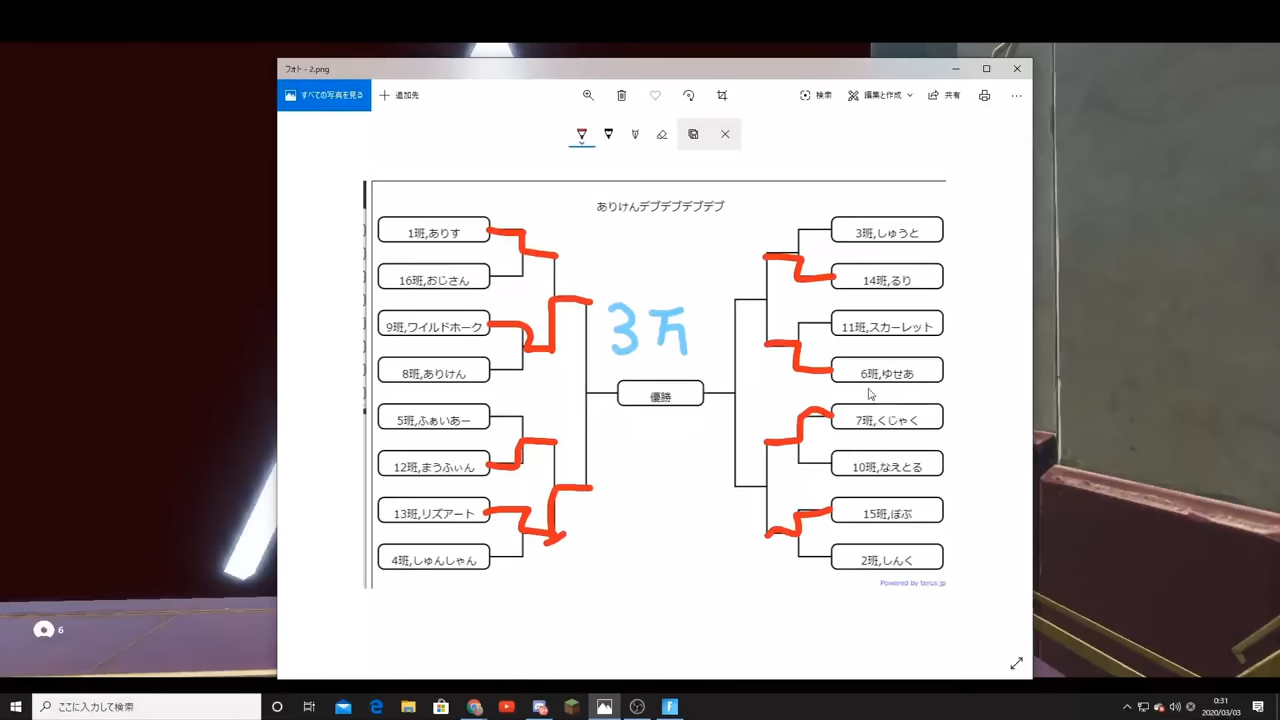 フォト - 2.png
すべての写真を見る
追加先
検索
編集と作成
共有
ありけんデブデブデブデブ
1班,ありす
16班,おじさん
9班,ワイルドホーク
8班,ありけん
5班,ふぁいあー
12班,まうふぃん
13班,リズアート
4班,しゅんしゃん
3万
優勝
3班,しゅうと
14班,るり
11班,スカーレット
6班,ゆせあ
7班,くじゃく
10班,なえとる
15班,ぼぶ
2班,しんく
Powered by terus.jp
6
ここに入力して検索
0:31
2020/03/03